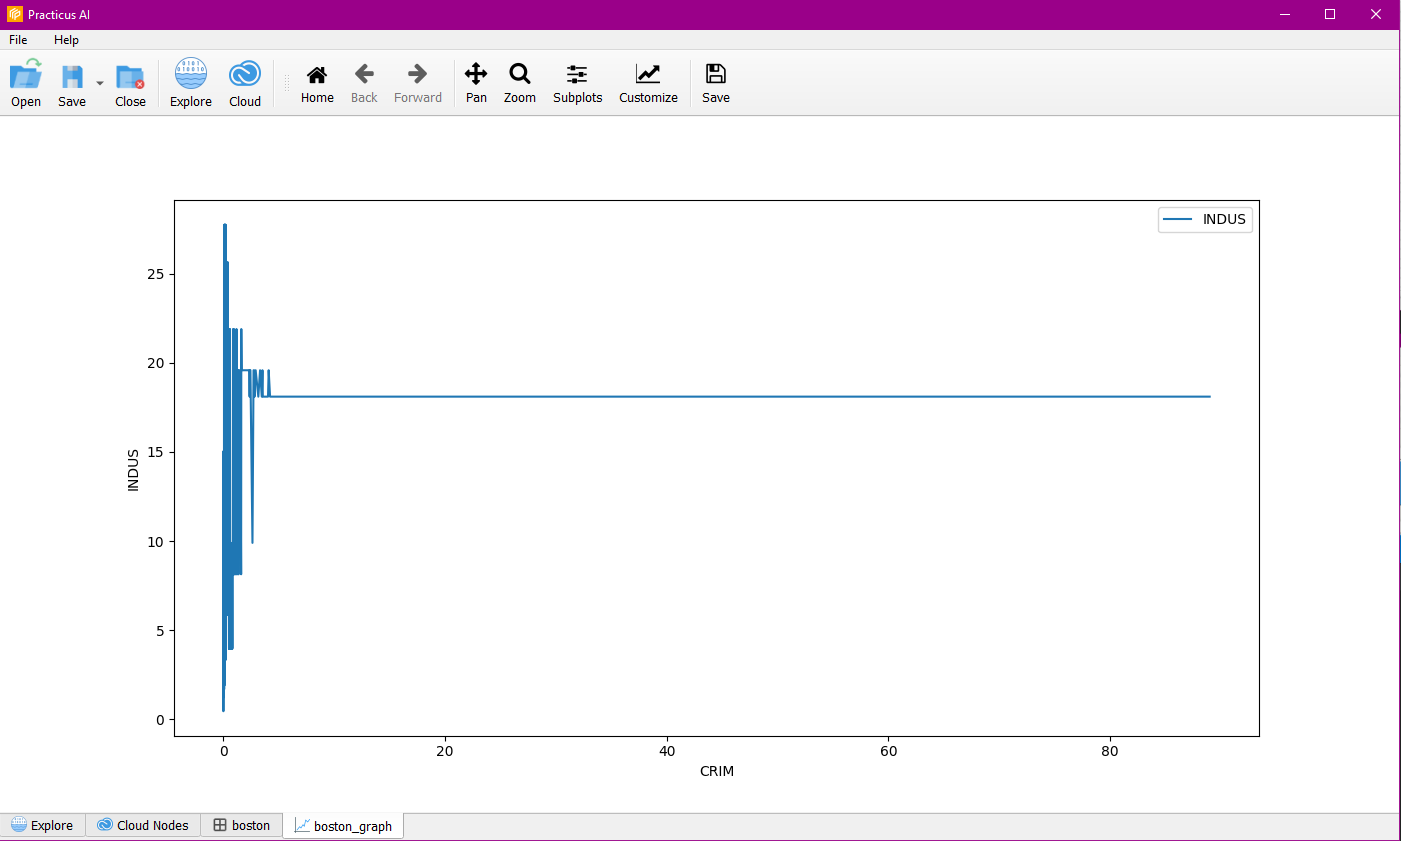 Practicus AI
File Help
Open Save Close Explore Cloud Home Back Forward Pan Zoom Subplots Customize Save
INDUS
25
20
15
10
5
0
INDUS
0 20 40 60 80
CRIM
Explore Cloud Nodes boston boston_graph